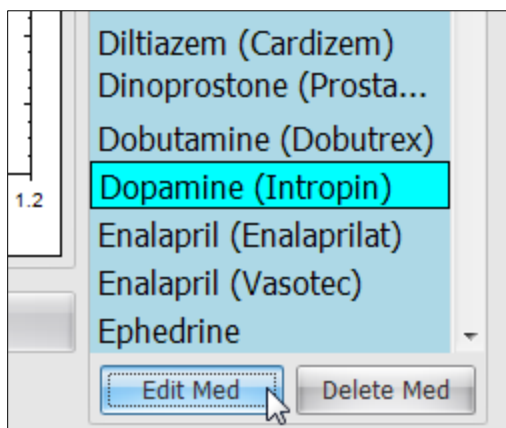 Diltiazem (Cardizem)
Dinoprostone (Prosta...
Dobutamine (Dobutrex)
Dopamine (Intropin)
1.2
Enalapril (Enalaprilat)
Enalapril (Vasotec)
Ephedrine
Edit Med
Delete Med